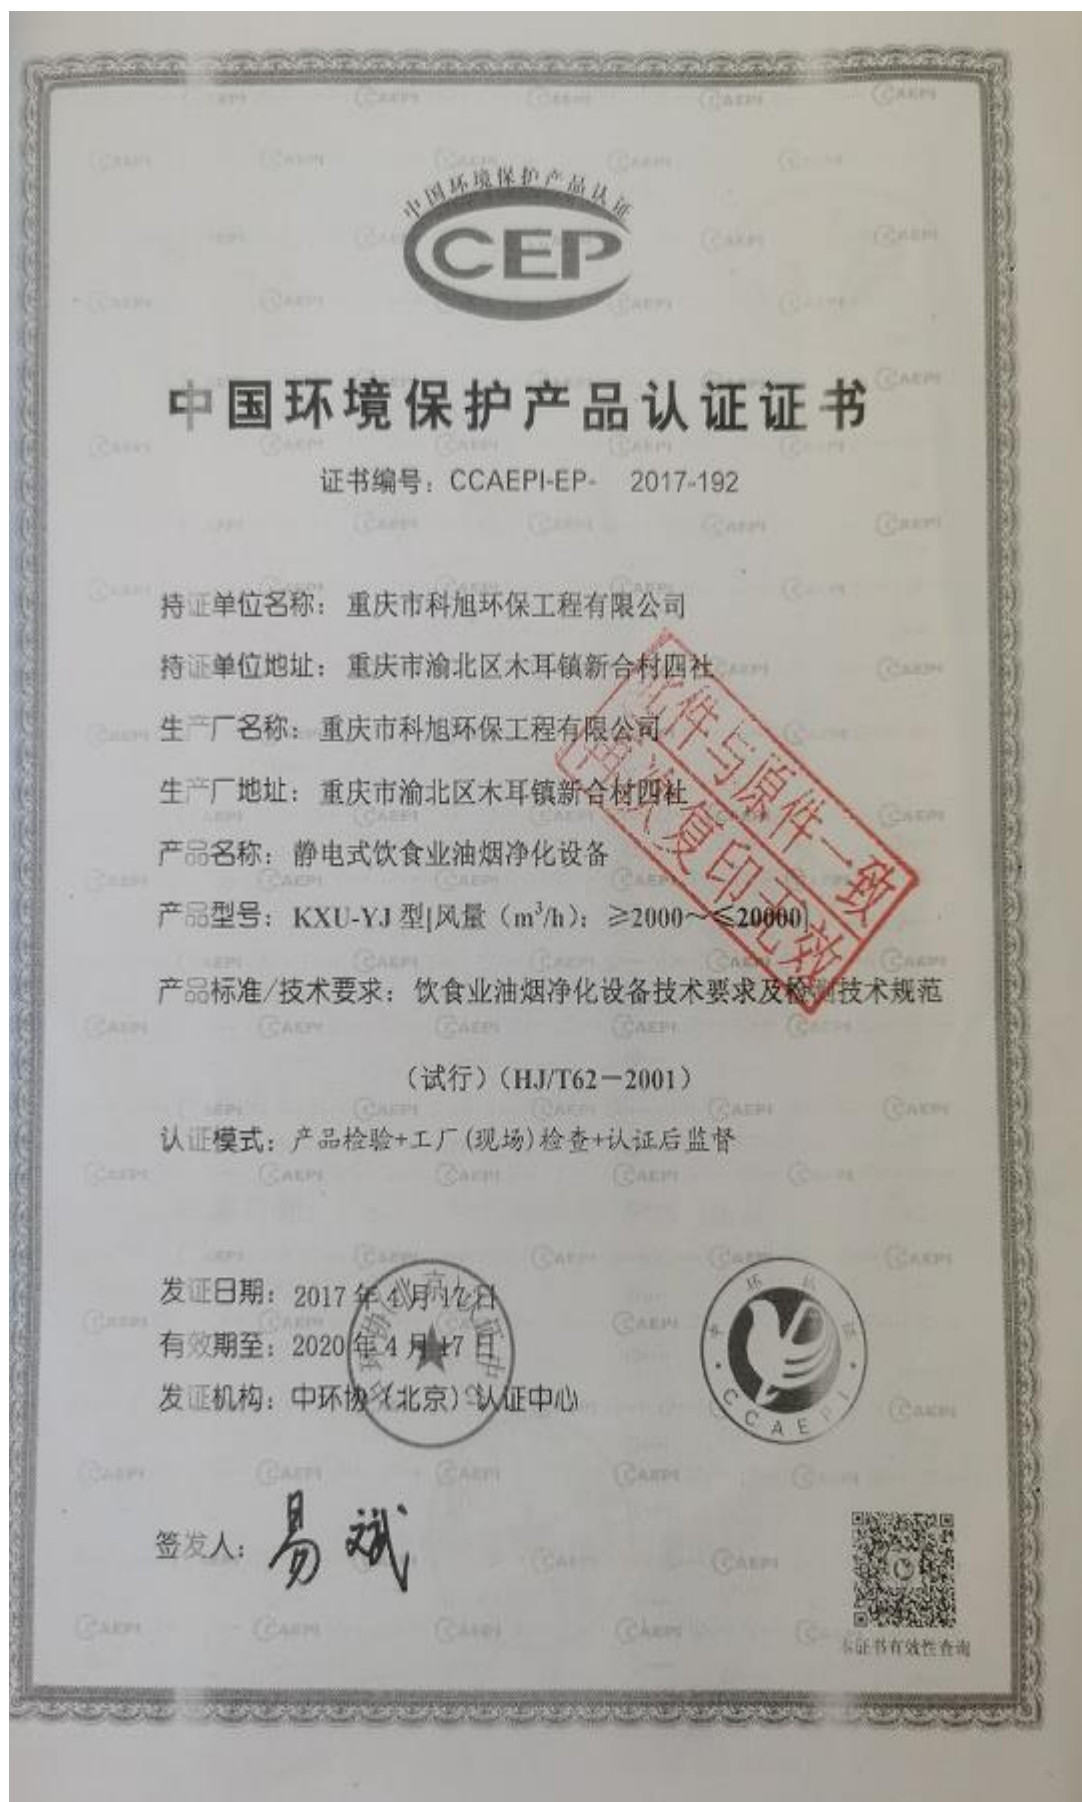 中国环境保护产品认证
CEP
中国环境保护产品认证证书
证书编号：CCAEPI-EP- 2017-192
持证单位名称：重庆市科旭环保工程有限公司
持证单位地址：重庆市渝北区木耳镇新合村四社
生产厂名称：重庆市科旭环保工程有限公司
生产厂地址：重庆市渝北区木耳镇新合村四社
此件与原件一致
再次复印无效
产品名称：静电式饮食业油烟净化设备
产品型号：KXU-YJ 型[风量（m³/h）：≥2000～≤20000]
产品标准/技术要求：饮食业油烟净化设备技术要求及检测技术规范
（试行）（HJ/T62－2001）
认证模式：产品检验+工厂(现场)检查+认证后监督
发证日期：2017 年 4 月 17 日
有效期至：2020 年 4 月 17 日
发证机构：中环协（北京）认证中心
CCAEPI
签发人：易斌
本证书有效性查询